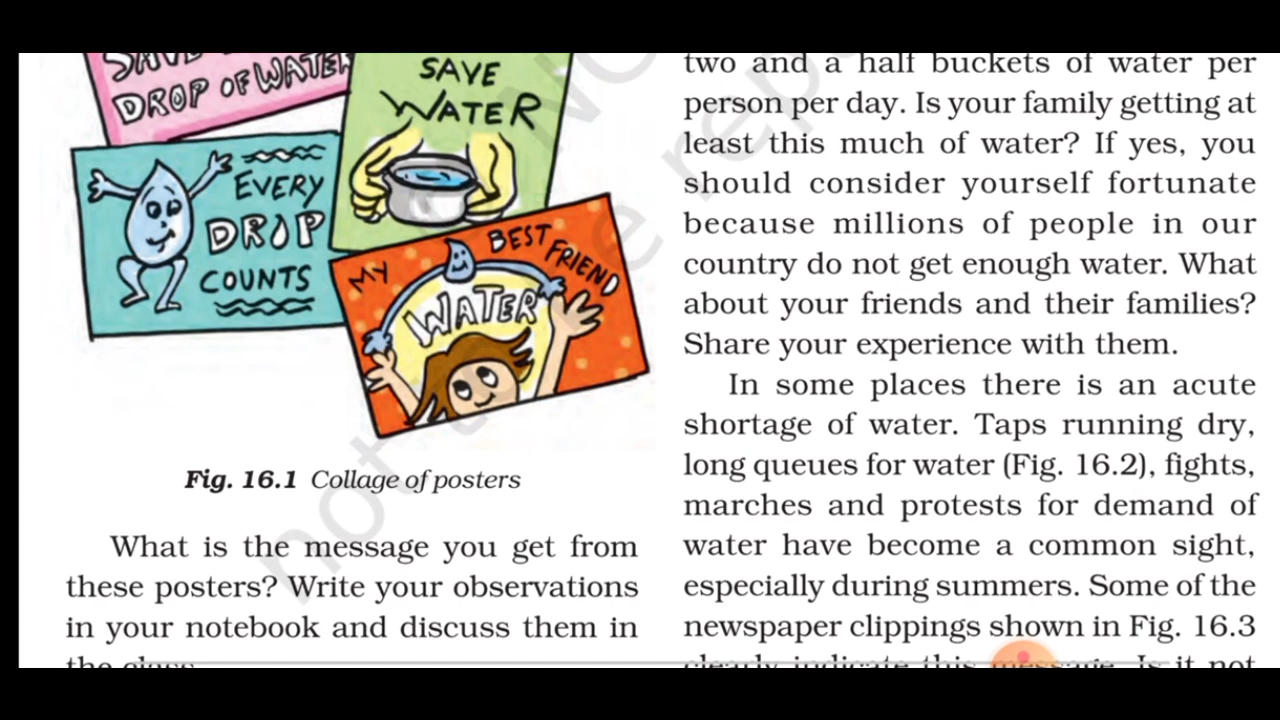 DROP OF WATER
SAVE
WATER
EVERY
DROP
COUNTS
MY BEST FRIEND
WATER
Fig. 16.1 Collage of posters
What is the message you get from
these posters? Write your observations
in your notebook and discuss them in
two and a half buckets of water per
person per day. Is your family getting at
least this much of water? If yes, you
should consider yourself fortunate
because millions of people in our
country do not get enough water. What
about your friends and their families?
Share your experience with them.
In some places there is an acute
shortage of water. Taps running dry,
long queues for water (Fig. 16.2), fights,
marches and protests for demand of
water have become a common sight,
especially during summers. Some of the
newspaper clippings shown in Fig. 16.3
clearly indicate this message. Is it not